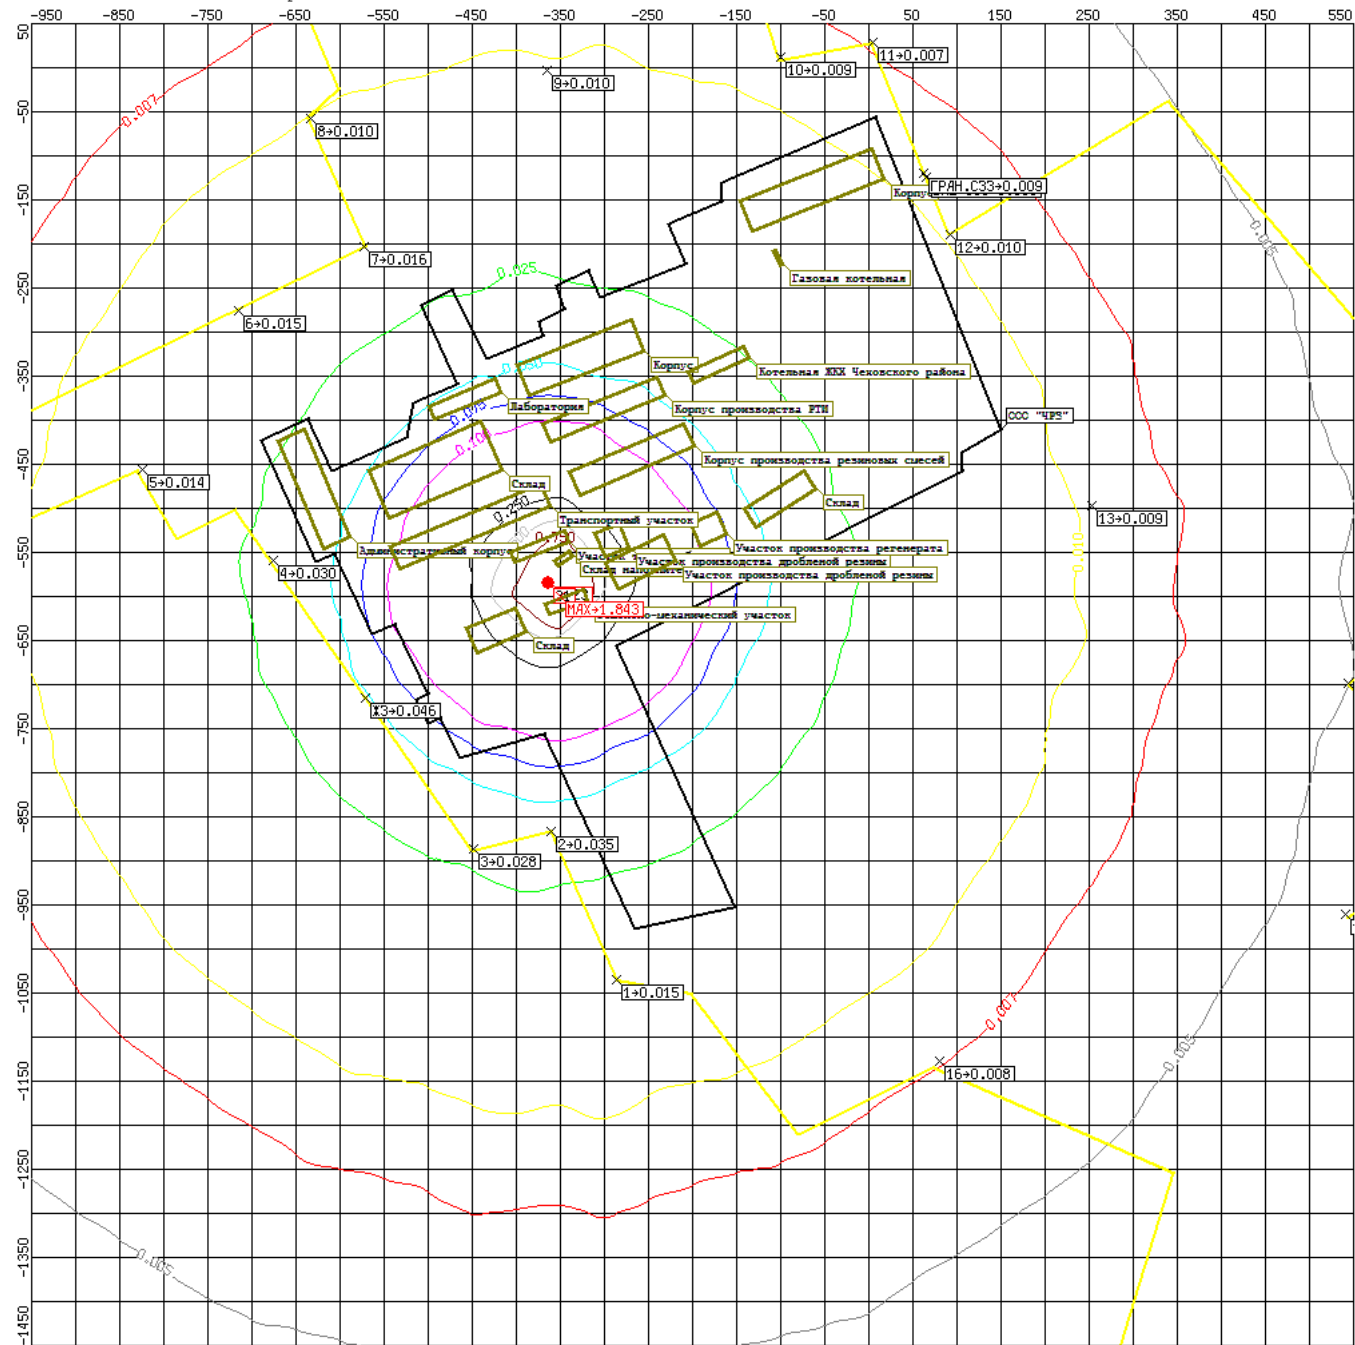 -950 -850 -750 -650 -550 -450 -350 -250 -150 -50 50 150 250 350 450 550
50
-50
-150
-250
-350
-450
-550
-650
-750
-850
-950
-1050
-1150
-1250
-1350
-1450
11→0.007
10→0.009
9→0.010
0.007
8→0.010
ГРАН.СЗЗ→0.009
Корпус
12→0.010
0.005
7→0.016
0.025
Газовая котельная
6→0.015
Корпус
Котельная ЖКХ Чеховского района
0.050
Лаборатория
0.075
Корпус производства РТИ
ООО "ЧРЗ"
0.100
Корпус производства резиновых смесей
5→0.014
Склад
Склад
0.250
13→0.009
Транспортный участок
0.750
0.010
Административный корпус
Участок производства регенерата
Участок
Участок производства дробленой резины
Склад
Участок производства дробленой резины
4→0.030
MAX→1.843
о-механический участок
Склад
ЖЗ→0.046
2→0.035
3→0.028
1→0.015
0.007
0.005
16→0.008
0.005